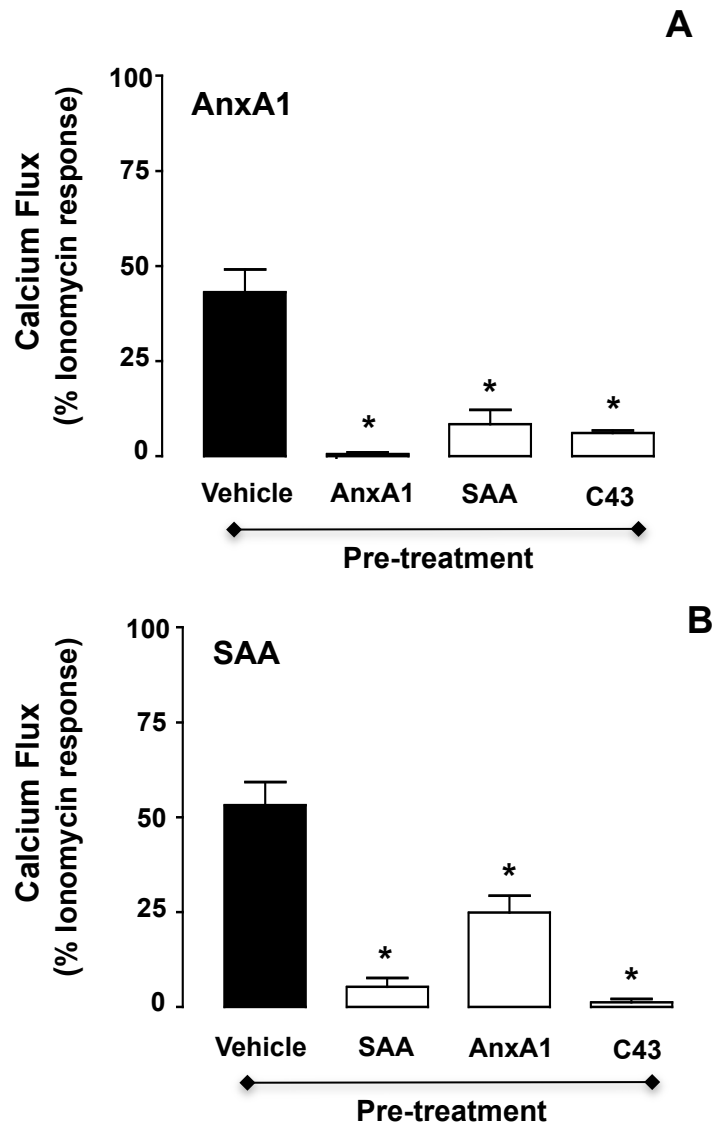 A
AnxA1
Calcium Flux
(% Ionomycin response)
100
75
50
25
0
*
*
*
Vehicle AnxA1 SAA C43
Pre-treatment
B
SAA
Calcium Flux
(% Ionomycin response)
100
75
50
25
0
*
*
*
Vehicle SAA AnxA1 C43
Pre-treatment